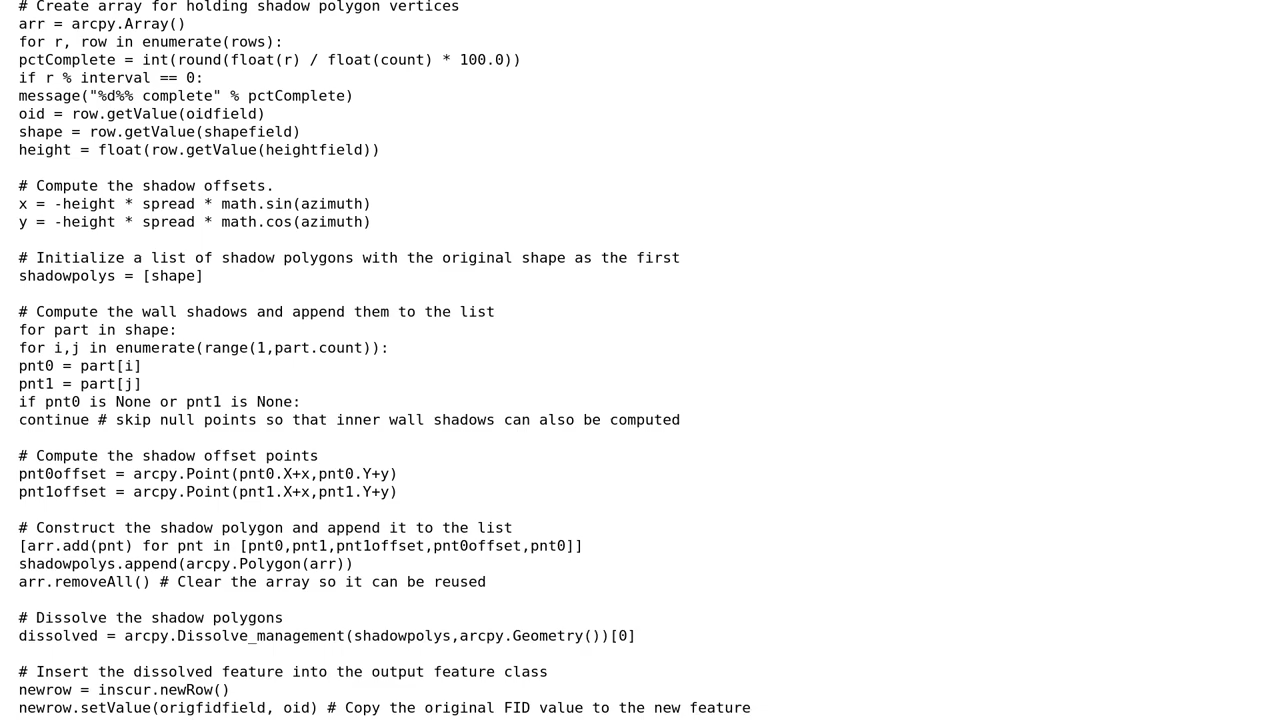 # Create array for holding shadow polygon vertices
arr = arcpy.Array()
for r, row in enumerate(rows):
pctComplete = int(round(float(r) / float(count) * 100.0))
if r % interval == 0:
message("%d%% complete" % pctComplete)
oid = row.getValue(oidfield)
shape = row.getValue(shapefield)
height = float(row.getValue(heightfield))

# Compute the shadow offsets.
x = -height * spread * math.sin(azimuth)
y = -height * spread * math.cos(azimuth)

# Initialize a list of shadow polygons with the original shape as the first
shadowpolys = [shape]

# Compute the wall shadows and append them to the list
for part in shape:
for i,j in enumerate(range(1,part.count)):
pnt0 = part[i]
pnt1 = part[j]
if pnt0 is None or pnt1 is None:
continue # skip null points so that inner wall shadows can also be computed

# Compute the shadow offset points
pnt0offset = arcpy.Point(pnt0.X+x,pnt0.Y+y)
pnt1offset = arcpy.Point(pnt1.X+x,pnt1.Y+y)

# Construct the shadow polygon and append it to the list
[arr.add(pnt) for pnt in [pnt0,pnt1,pnt1offset,pnt0offset,pnt0]]
shadowpolys.append(arcpy.Polygon(arr))
arr.removeAll() # Clear the array so it can be reused

# Dissolve the shadow polygons
dissolved = arcpy.Dissolve_management(shadowpolys,arcpy.Geometry())[0]

# Insert the dissolved feature into the output feature class
newrow = inscur.newRow()
newrow.setValue(origfidfield, oid) # Copy the original FID value to the new feature